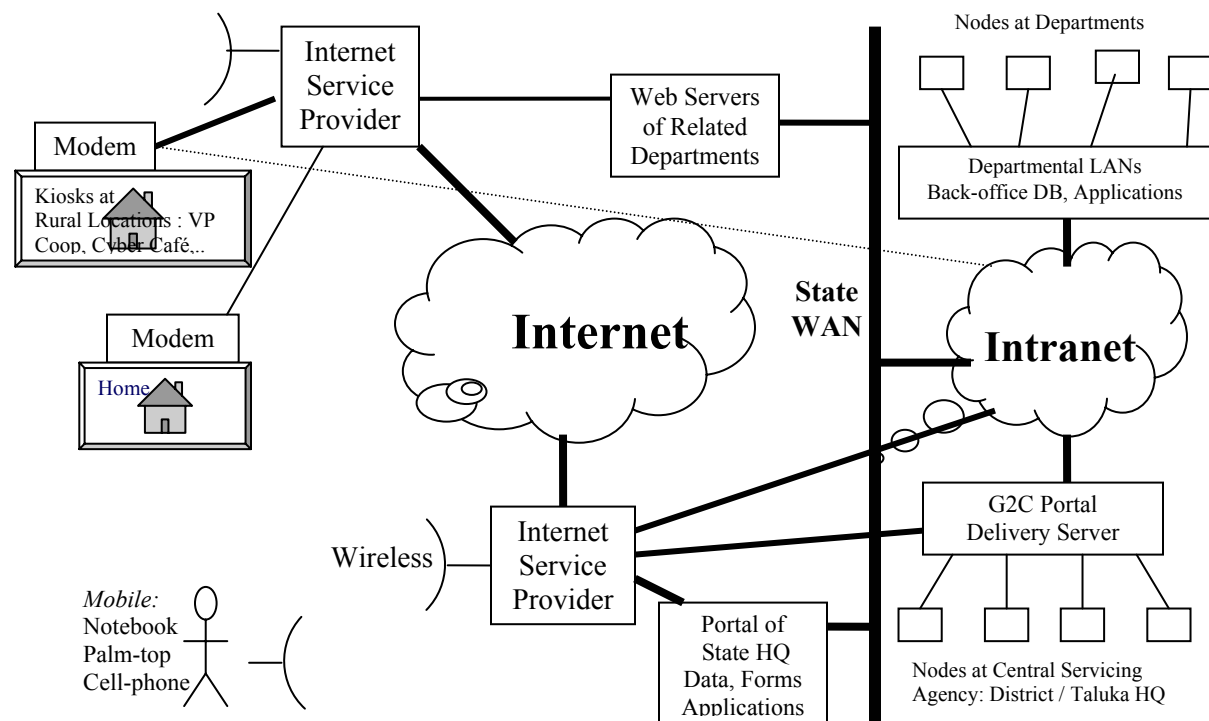 Nodes at Departments
Internet
Service
Provider
Web Servers
of Related
Departments
Modem
Kiosks at
Rural Locations : VP
Coop, Cyber Café,..
Departmental LANs
Back-office DB, Applications
State
WAN
Internet
Intranet
Modem
Home
G2C Portal
Delivery Server
Wireless
Internet
Service
Provider
Mobile:
Notebook
Palm-top
Cell-phone
Portal of
State HQ
Data, Forms
Applications
Nodes at Central Servicing
Agency: District / Taluka HQ